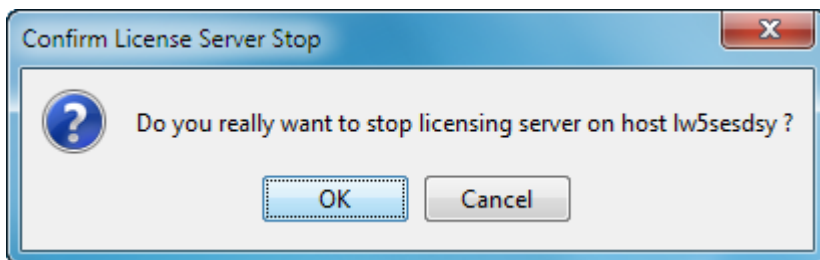 Confirm License Server Stop
Do you really want to stop licensing server on host lw5sesdsy ?
OK
Cancel